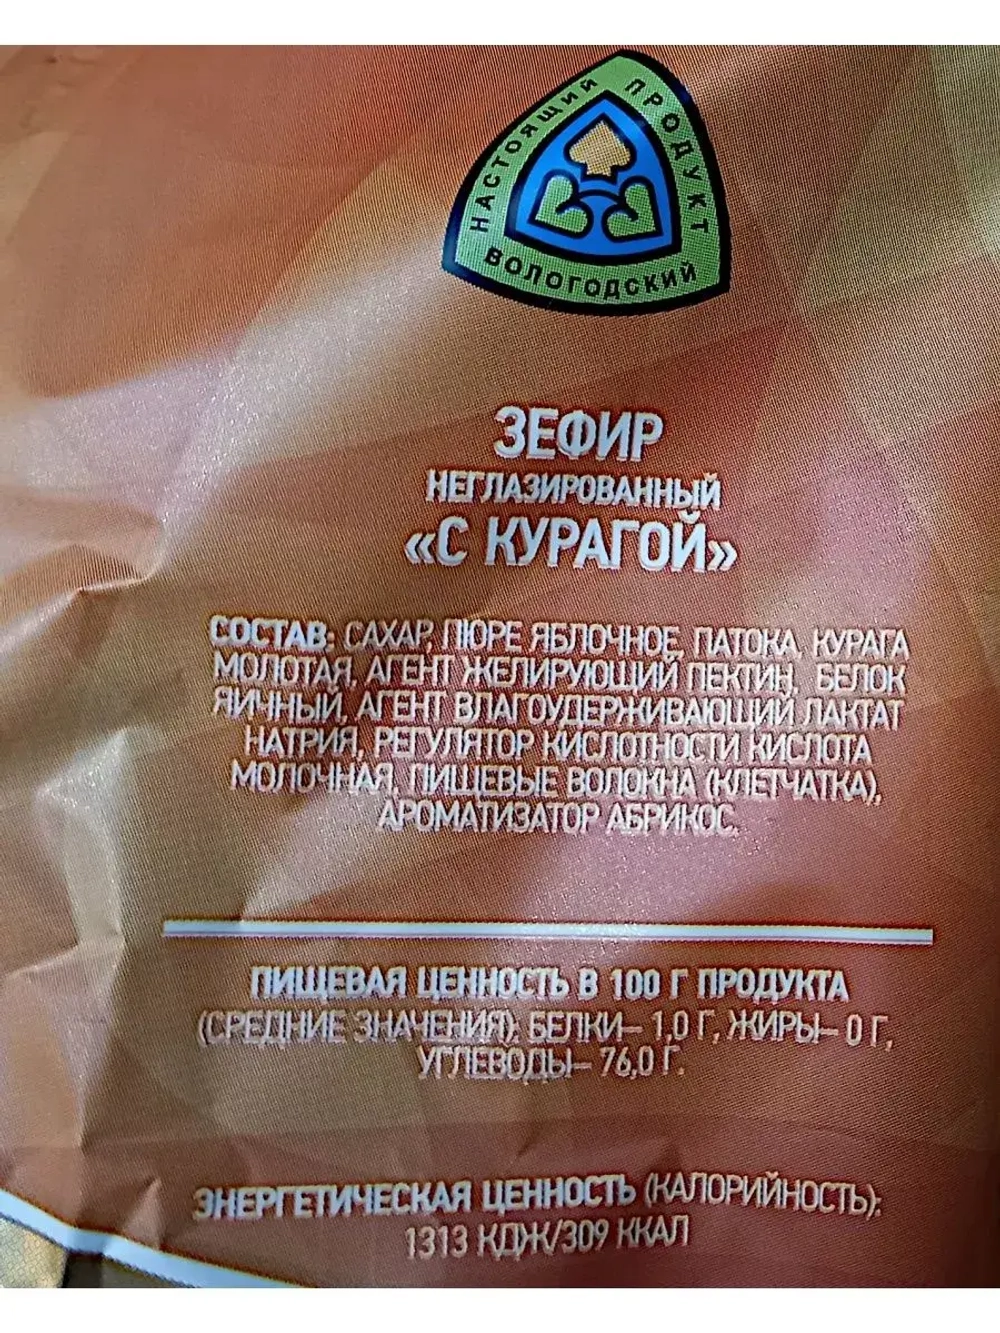 НАСТОЯЩИЙ ПРОДУКТ
ВОЛОГОДСКИЙ
ЗЕФИР
НЕГЛАЗИРОВАННЫЙ
«С КУРАГОЙ»
СОСТАВ: САХАР, ПЮРЕ ЯБЛОЧНОЕ, ПАТОКА, КУРАГА
МОЛОТАЯ, АГЕНТ ЖЕЛИРУЮЩИЙ ПЕКТИН, БЕЛОК
ЯИЧНЫЙ, АГЕНТ ВЛАГОУДЕРЖИВАЮЩИЙ ЛАКТАТ
НАТРИЯ, РЕГУЛЯТОР КИСЛОТНОСТИ КИСЛОТА
МОЛОЧНАЯ, ПИЩЕВЫЕ ВОЛОКНА (КЛЕТЧАТКА),
АРОМАТИЗАТОР АБРИКОС.
ПИЩЕВАЯ ЦЕННОСТЬ В 100 Г ПРОДУКТА
(СРЕДНИЕ ЗНАЧЕНИЯ): БЕЛКИ– 1,0 Г, ЖИРЫ– 0 Г,
УГЛЕВОДЫ– 76,0 Г.
ЭНЕРГЕТИЧЕСКАЯ ЦЕННОСТЬ (КАЛОРИЙНОСТЬ):
1313 КДЖ/309 ККАЛ